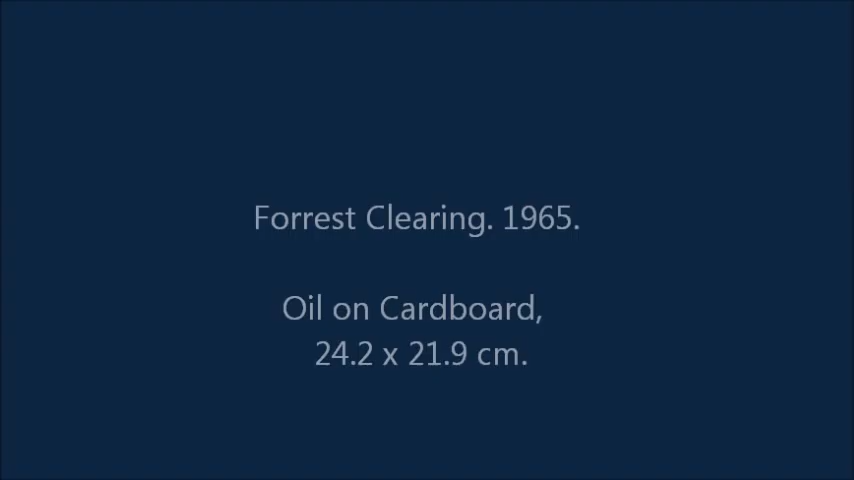 Forrest Clearing. 1965.
Oil on Cardboard,
24.2 x 21.9 cm.